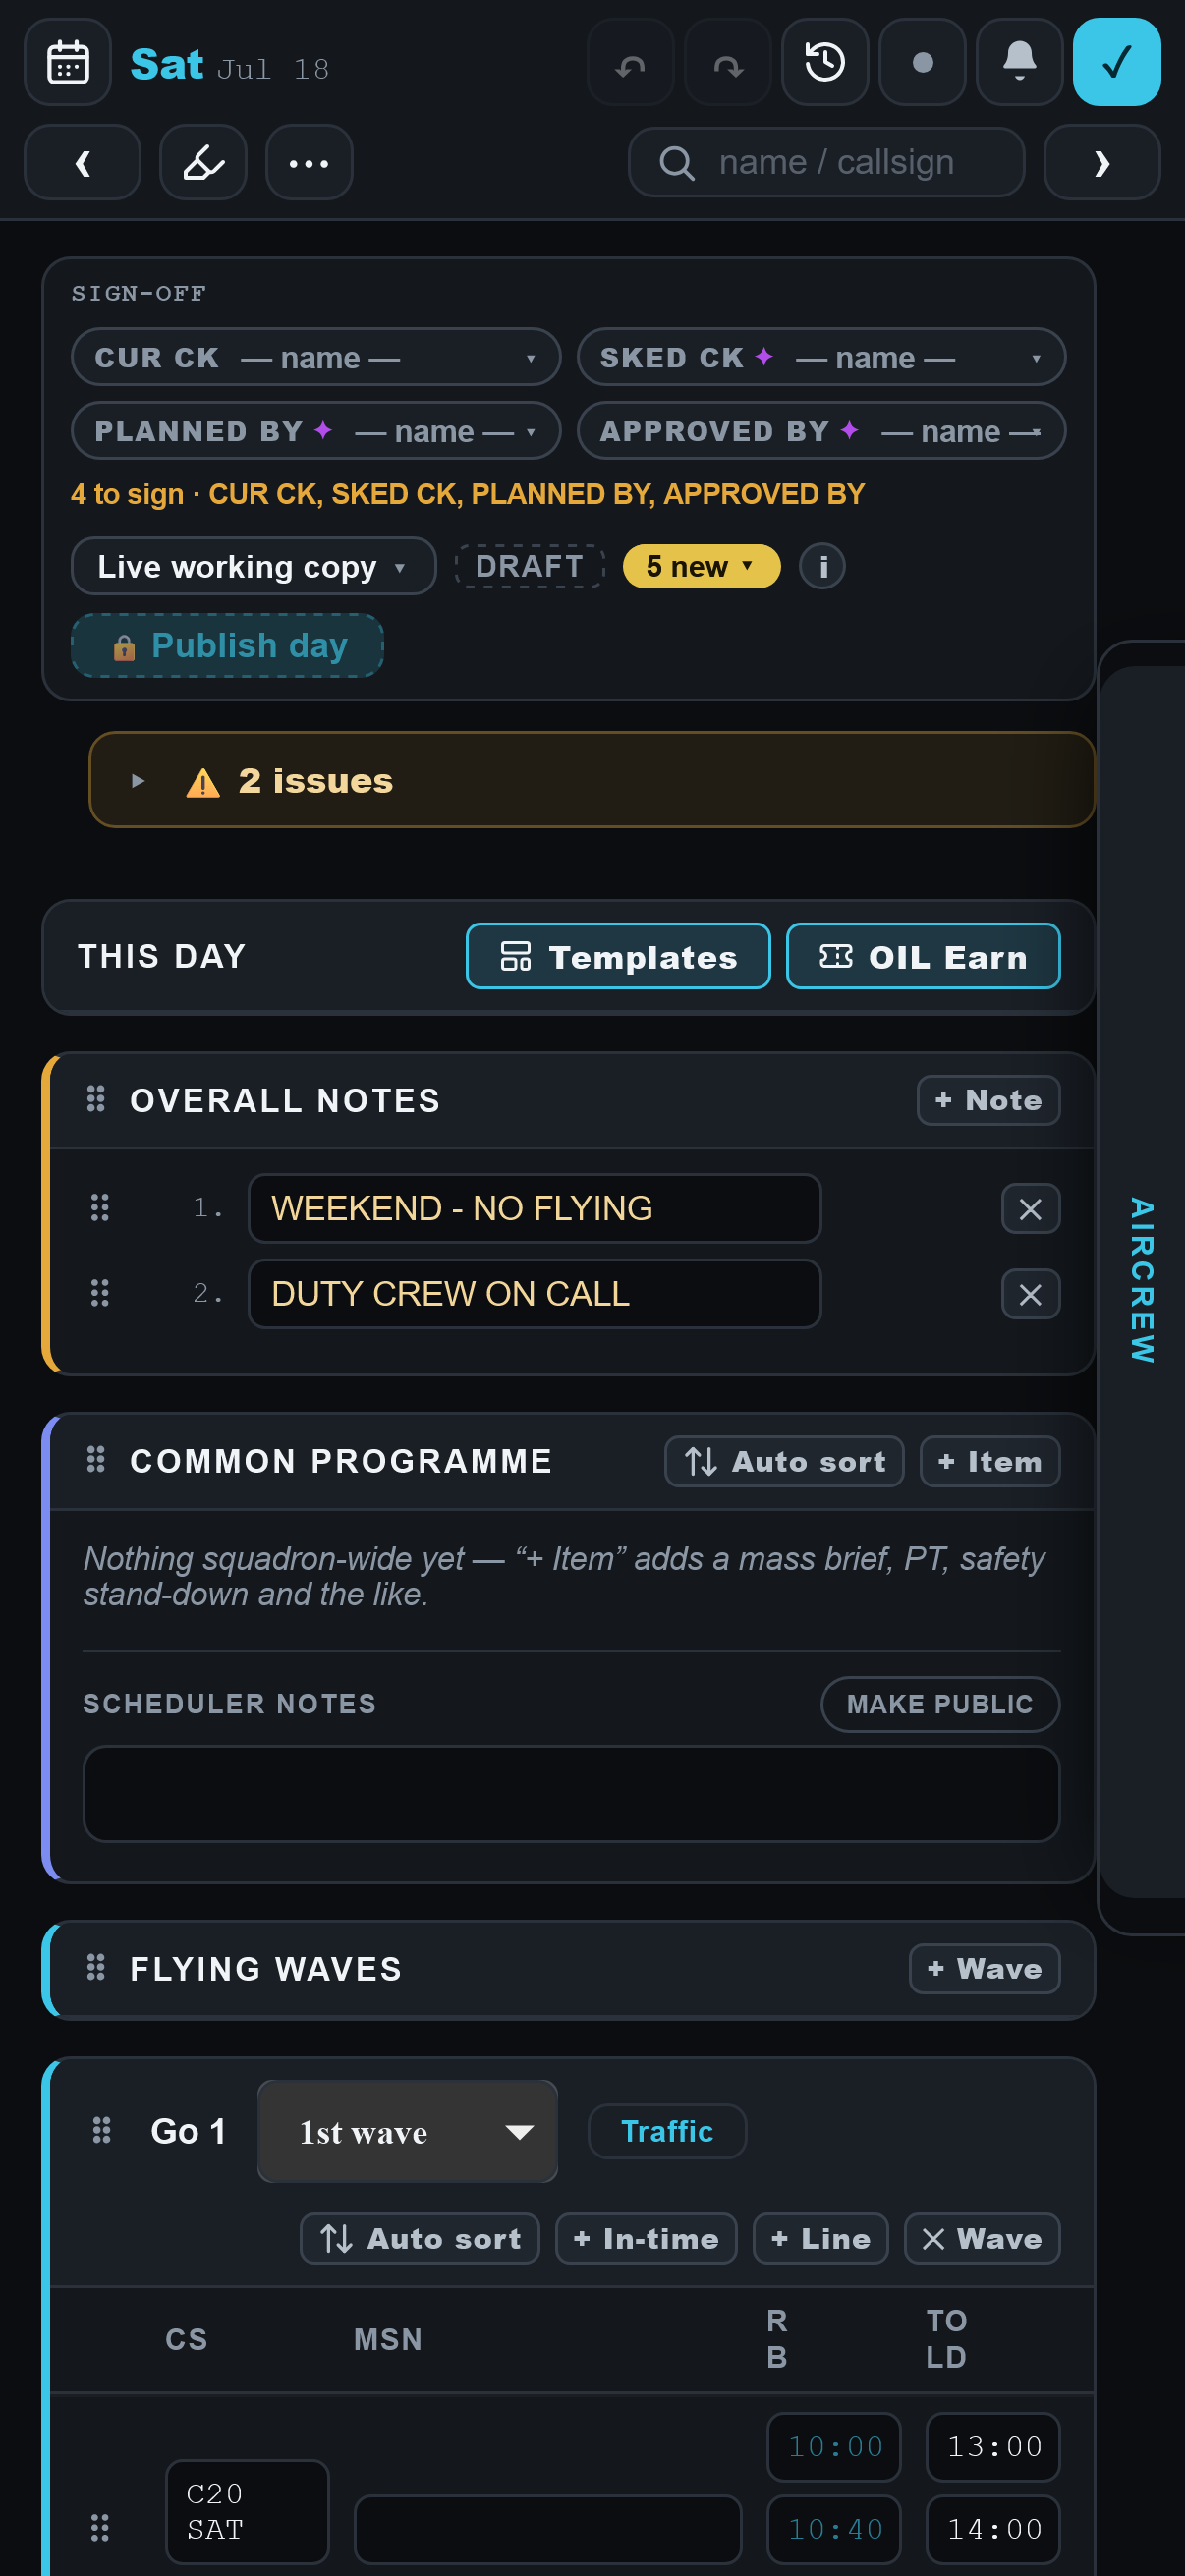 Sat Jul 18
✓
‹
...
name / callsign
›
SIGN-OFF
CUR CK — name —
SKED CK ✦ — name —
PLANNED BY ✦ — name —
APPROVED BY ✦ — name —
4 to sign · CUR CK, SKED CK, PLANNED BY, APPROVED BY
Live working copy
DRAFT
5 new
i
Publish day
2 issues
THIS DAY
Templates
OIL Earn
OVERALL NOTES
+ Note
1. WEEKEND - NO FLYING
2. DUTY CREW ON CALL
AIRCREW
COMMON PROGRAMME
Auto sort
+ Item
Nothing squadron-wide yet — “+ Item” adds a mass brief, PT, safety
stand-down and the like.
SCHEDULER NOTES
MAKE PUBLIC
FLYING WAVES
+ Wave
Go 1
1st wave
Traffic
Auto sort
+ In-time
+ Line
× Wave
CS
MSN
R
B
TO
LD
C20
SAT
10:00
13:00
10:40
14:00